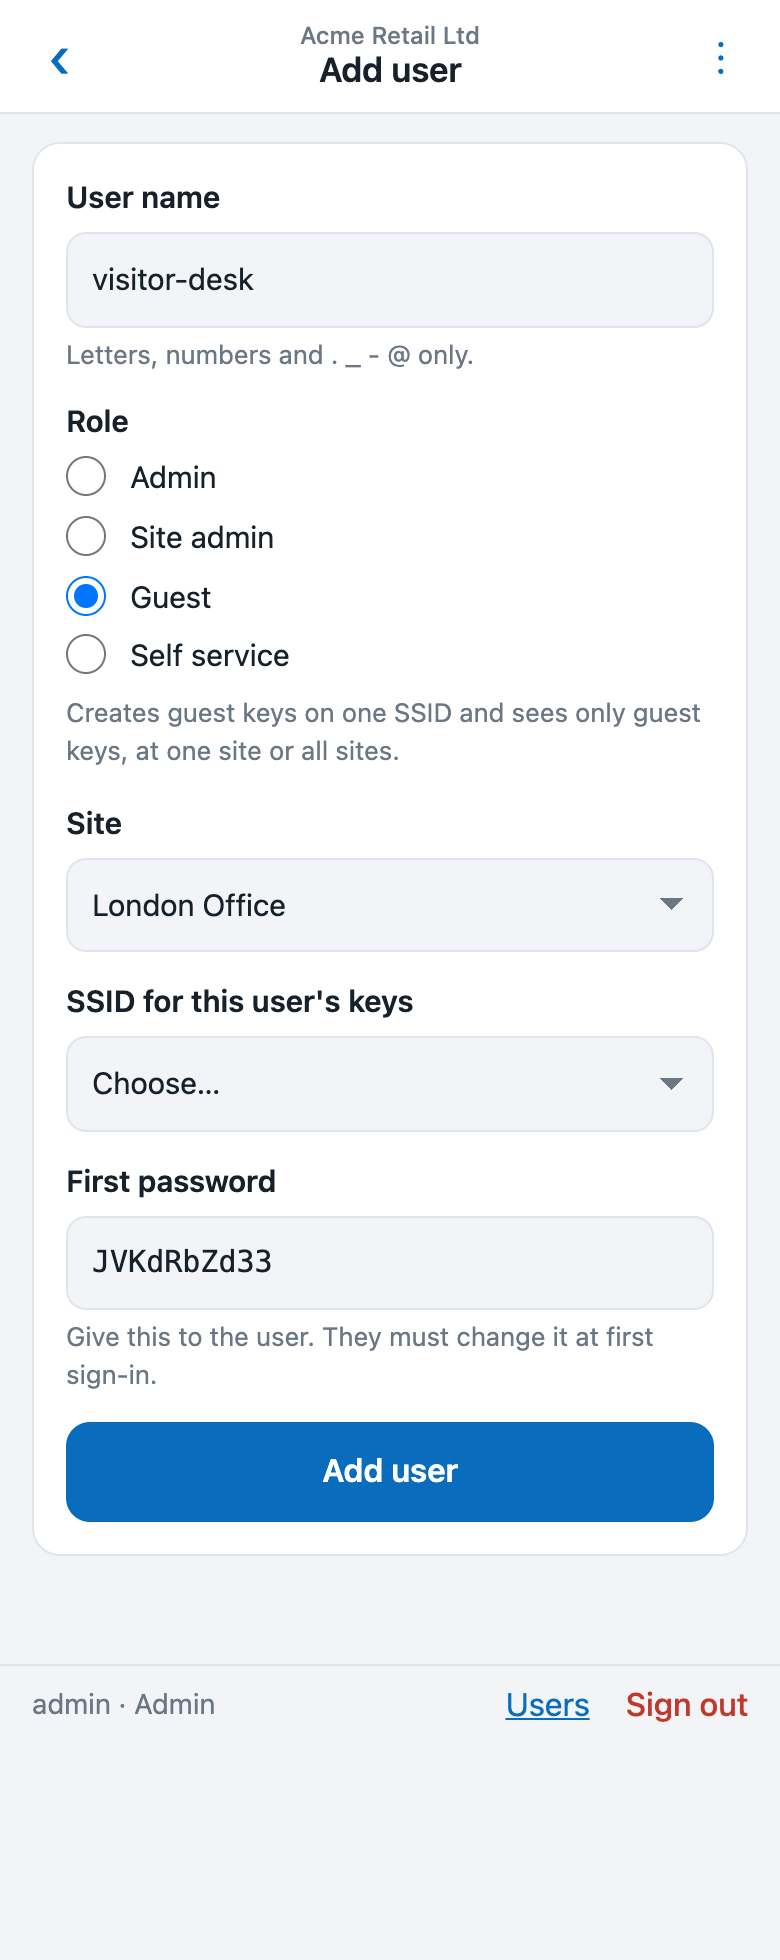 Acme Retail Ltd
Add user
User name
visitor-desk
Letters, numbers and . _ - @ only.
Role
Admin
Site admin
Guest
Self service
Creates guest keys on one SSID and sees only guest
keys, at one site or all sites.
Site
London Office
SSID for this user's keys
Choose...
First password
JVKdRbZd33
Give this to the user. They must change it at first
sign-in.
Add user
admin · Admin
Users
Sign out